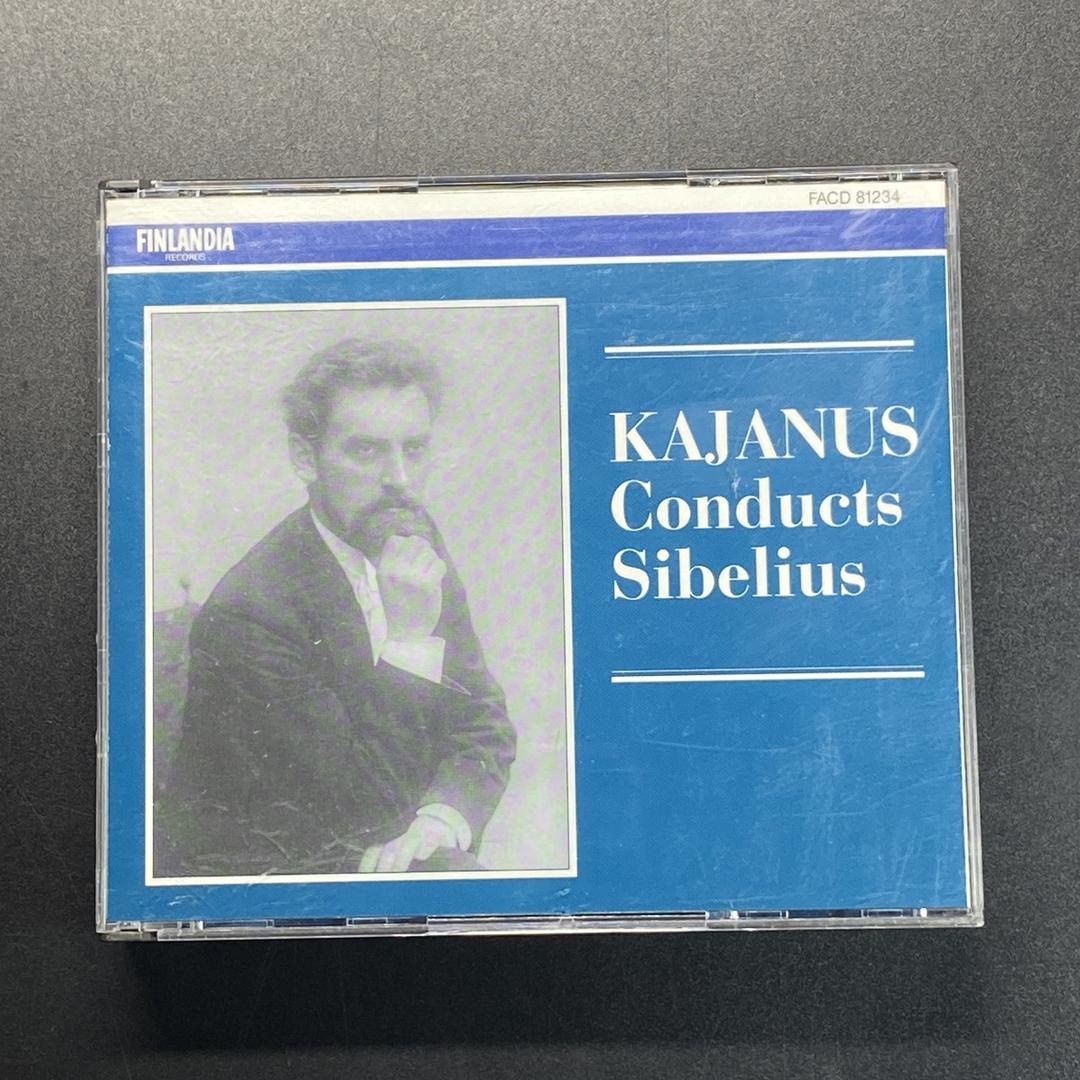 FACD 81234
FINLANDIA
RECORDS
KAJANUS
Conducts
Sibelius